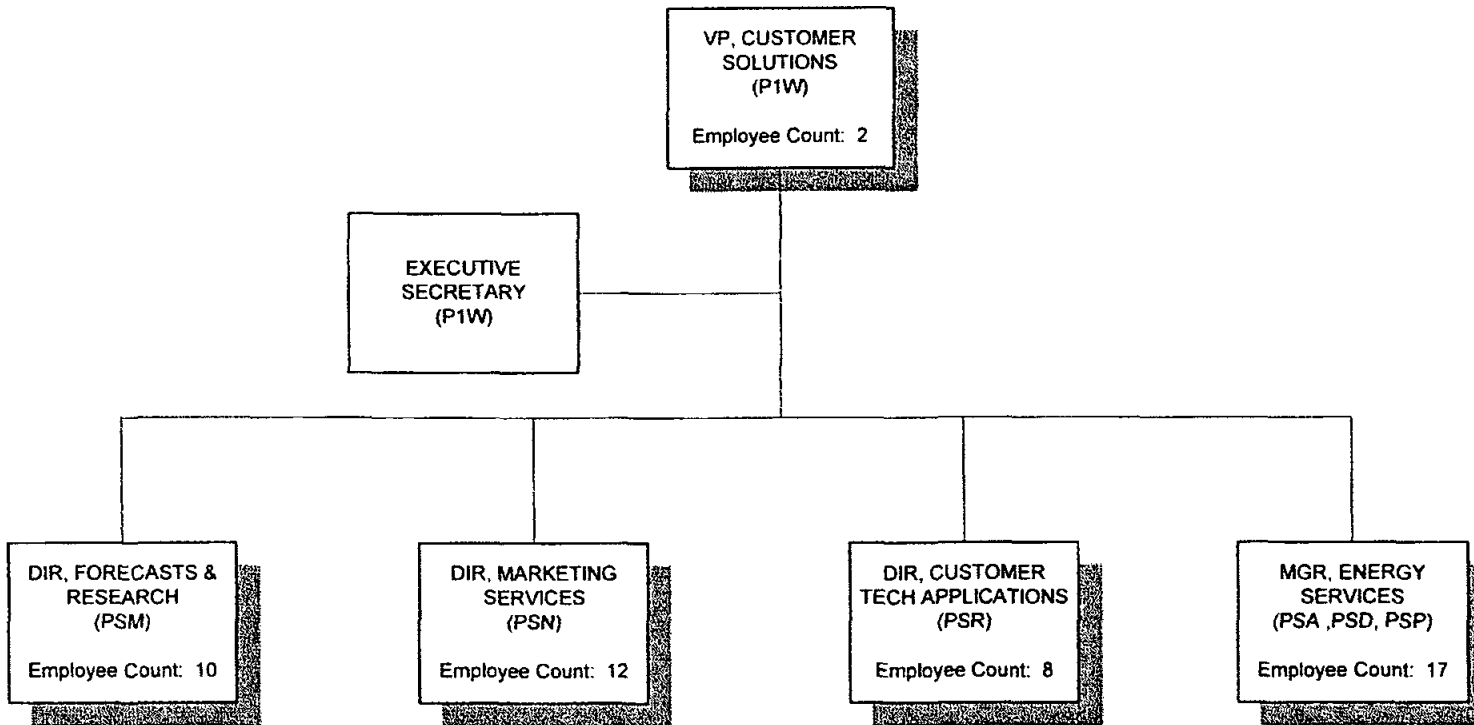 VP, CUSTOMER
SOLUTIONS
(P1W)
Employee Count: 2
EXECUTIVE
SECRETARY
(P1W)
DIR, FORECASTS &
RESEARCH
(PSM)
Employee Count: 10
DIR, MARKETING
SERVICES
(PSN)
Employee Count: 12
DIR, CUSTOMER
TECH APPLICATIONS
(PSR)
Employee Count: 8
MGR, ENERGY
SERVICES
(PSA ,PSD, PSP)
Employee Count: 17